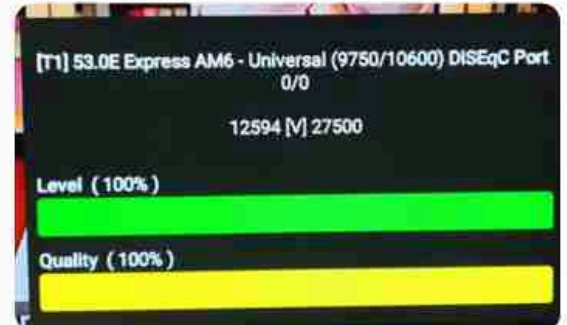 [T1] 53.0E Express AM6 - Universal (9750/10600) DISEqC Port
0/0
12594 [V] 27500
Level ( 100% )
Quality ( 100% )